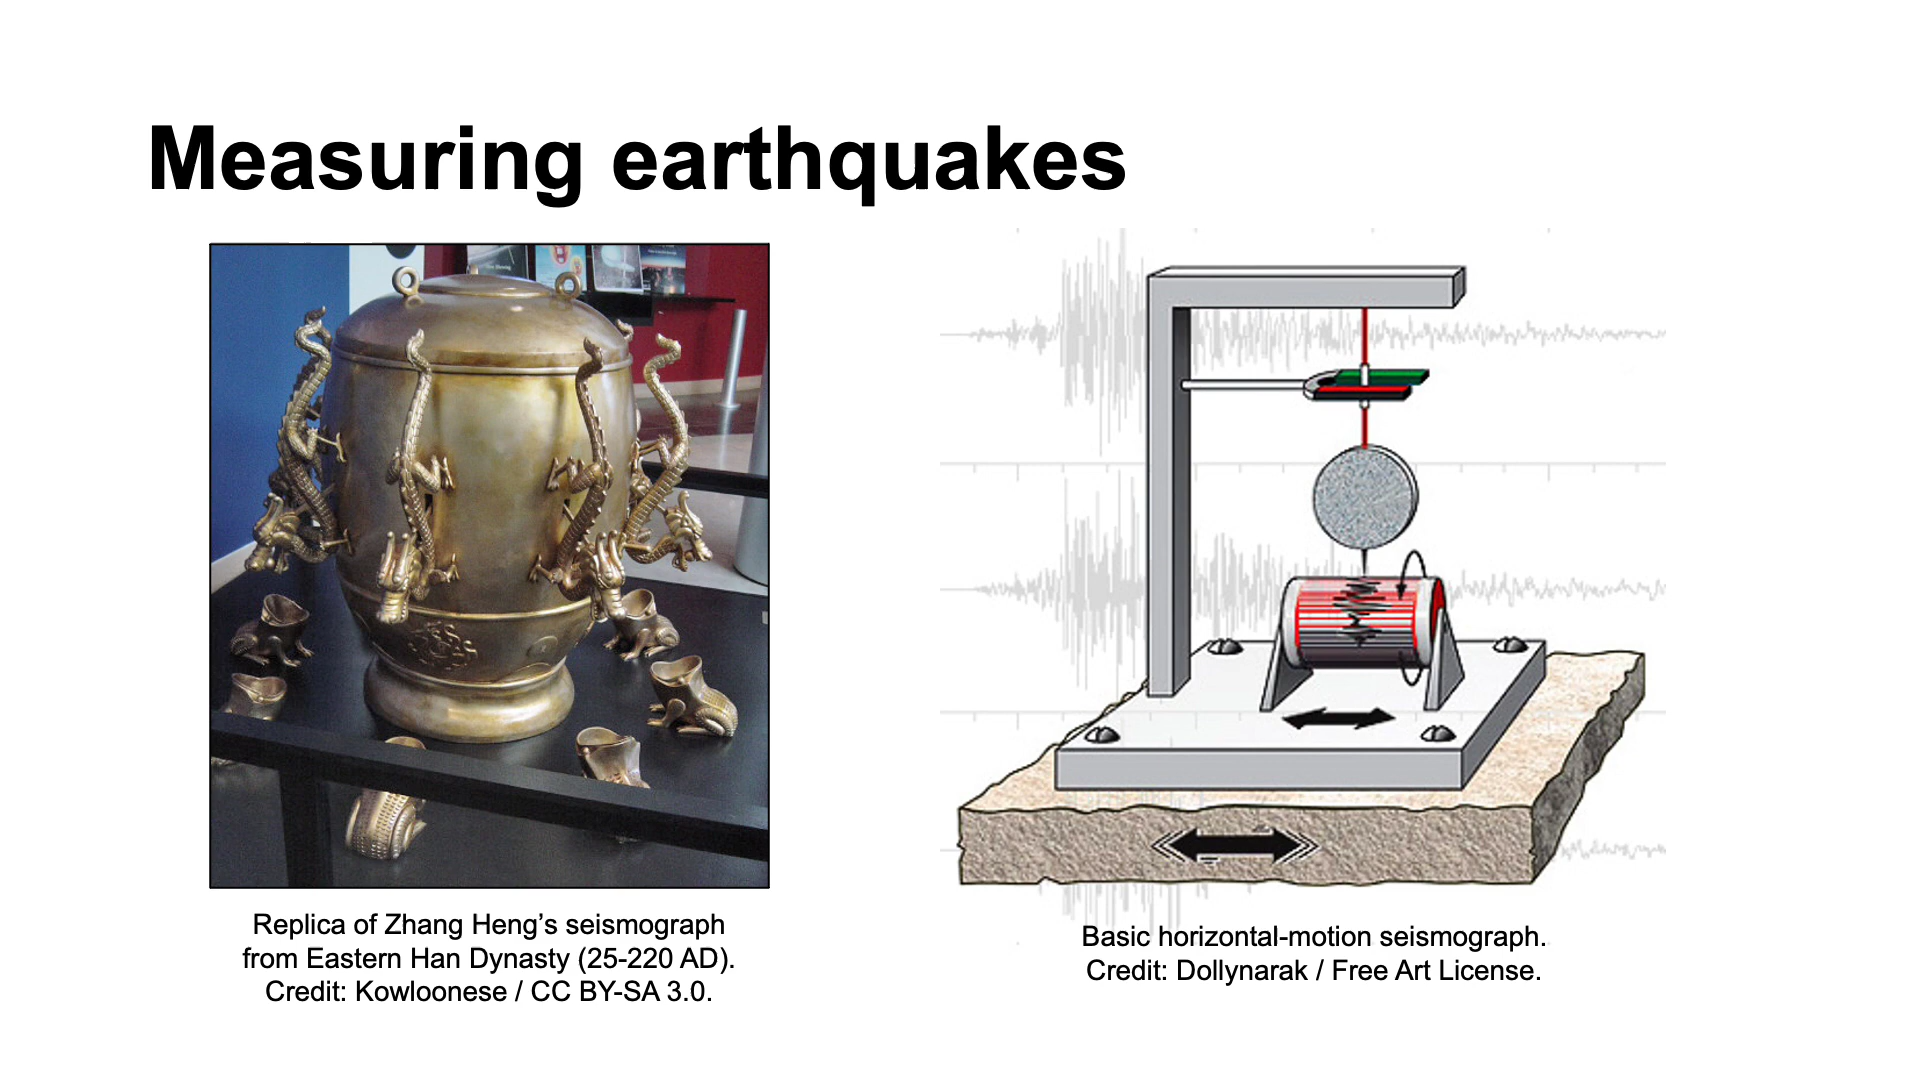 Measuring earthquakes
Replica of Zhang Heng’s seismograph
from Eastern Han Dynasty (25-220 AD).
Credit: Kowloonese / CC BY-SA 3.0.
Basic horizontal-motion seismograph.
Credit: Dollynarak / Free Art License.